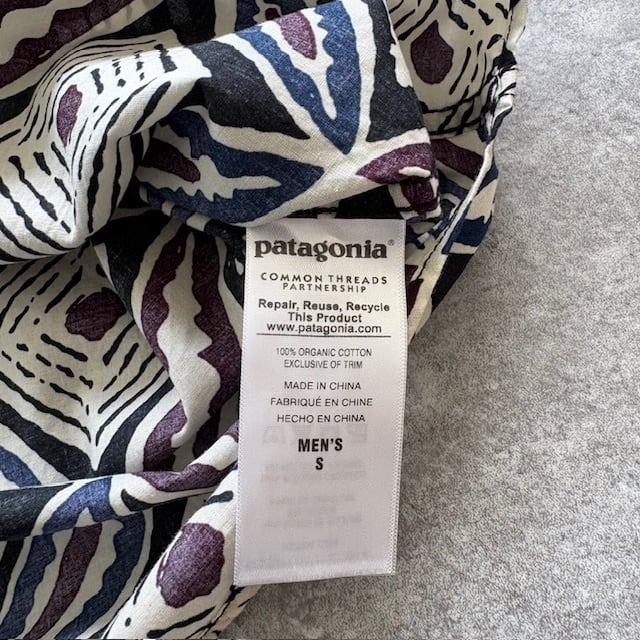 patagonia®
COMMON THREADS
PARTNERSHIP
Repair, Reuse, Recycle
This Product
www.patagonia.com
100% ORGANIC COTTON
EXCLUSIVE OF TRIM
MADE IN CHINA
FABRIQUÉ EN CHINE
HECHO EN CHINA
MEN'S
S